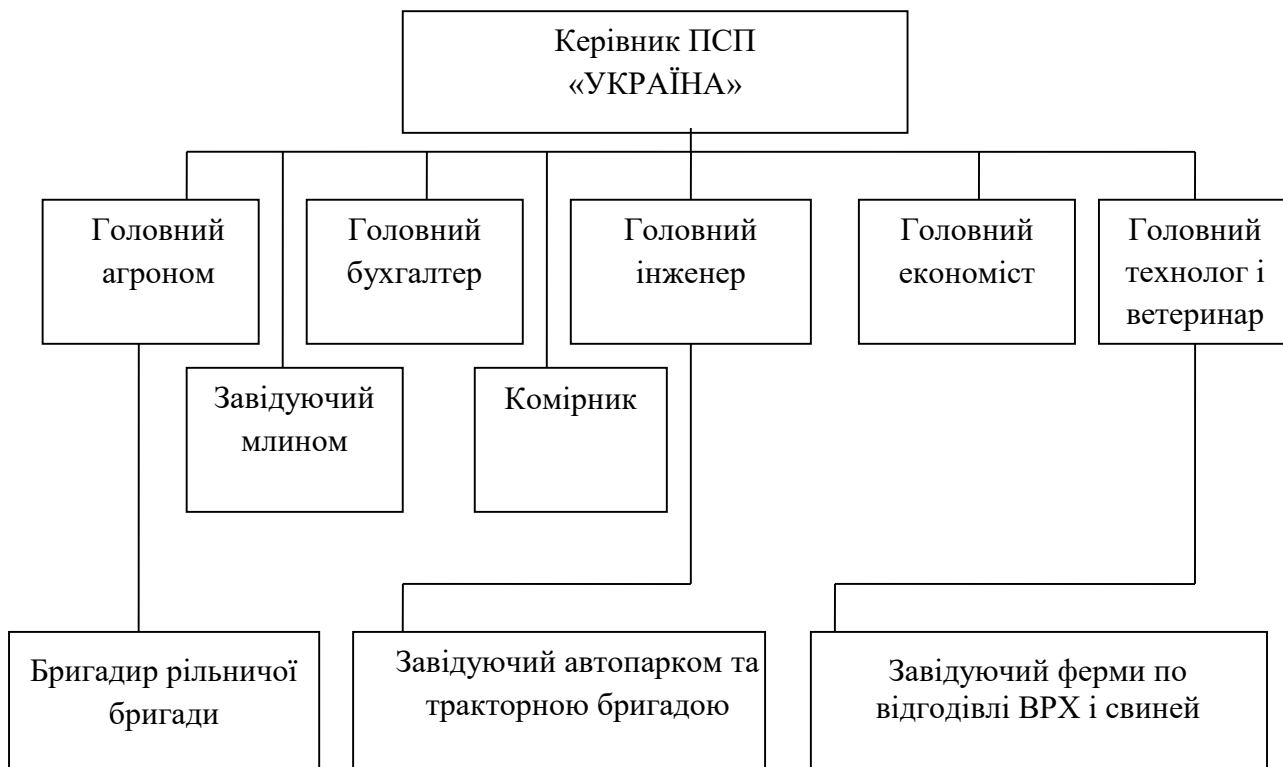 Керівник ПСП
«УКРАЇНА»
Головний
агроном
Головний
бухгалтер
Головний
інженер
Головний
економіст
Головний
технолог і
ветеринар
Завідуючий
млином
Комірник
Бригадир рільничої
бригади
Завідуючий автопарком та
тракторною бригадою
Завідуючий ферми по
відгодівлі ВРХ і свиней